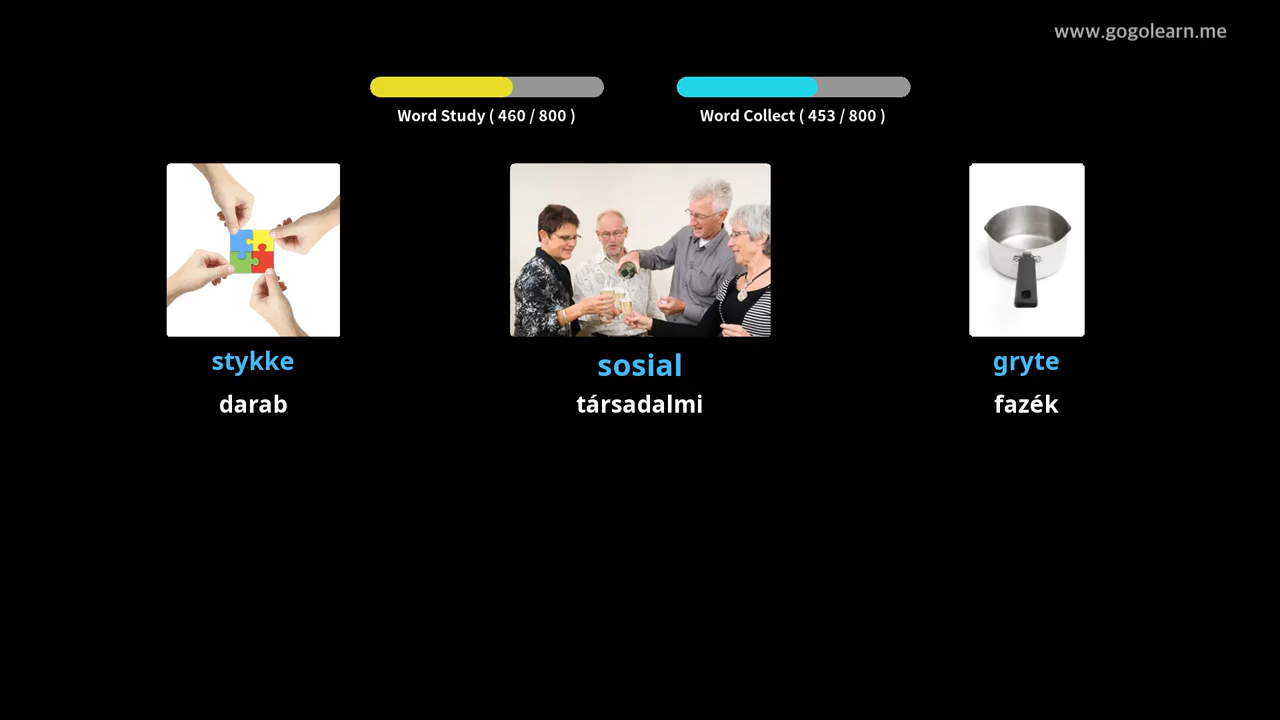 www.gogolearn.me
Word Study ( 460 / 800 )
Word Collect ( 453 / 800 )
stykke
darab
sosial
társadalmi
gryte
fazék